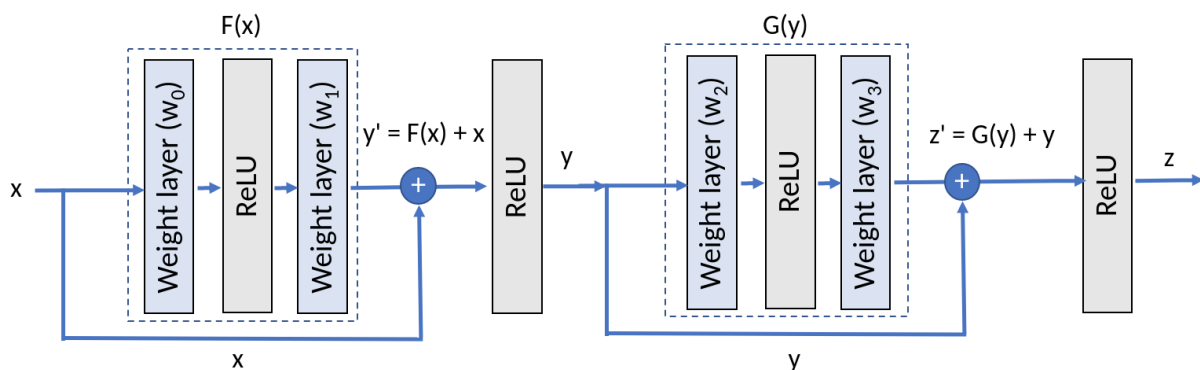 F(x)
G(y)
x
Weight layer (w₀)
ReLU
Weight layer (w₁)
y' = F(x) + x
+
ReLU
y
Weight layer (w₂)
ReLU
Weight layer (w₃)
z' = G(y) + y
+
ReLU
z
x
y